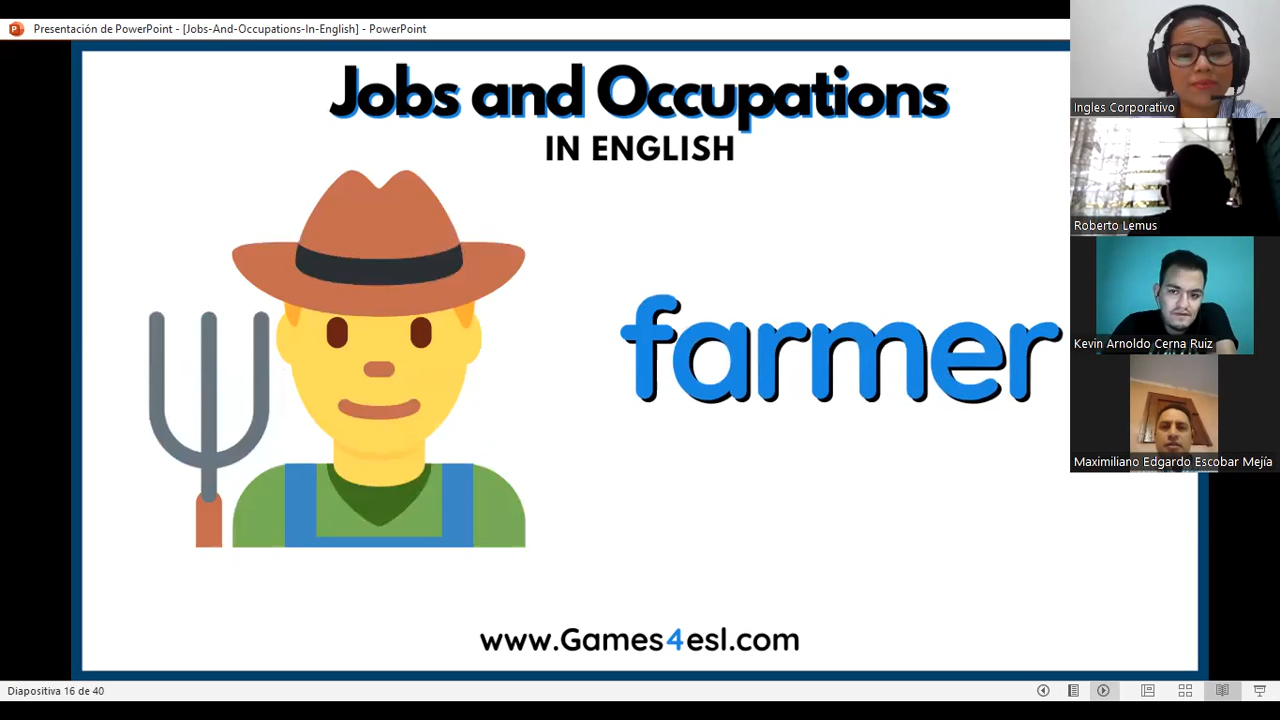 Presentación de PowerPoint - [Jobs-And-Occupations-In-English] - PowerPoint
Jobs and Occupations
IN ENGLISH
farmer
www.Games4esl.com
Ingles Corporativo
Roberto Lemus
Kevin Arnoldo Cerna Ruiz
Maximiliano Edgardo Escobar Mejía
Diapositiva 16 de 40